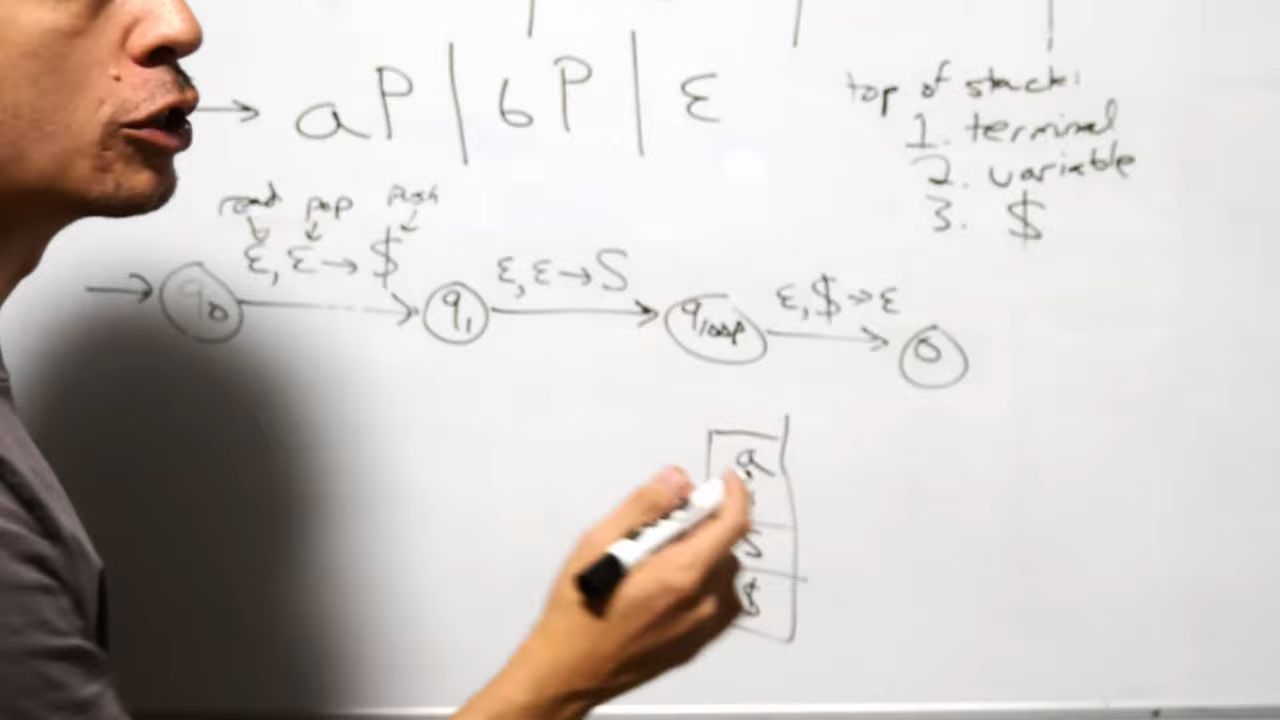 → aP | bP | ε
top of stack:
1. terminal
2. variable
3. $
read pop push
ε, ε → $
ε, ε → S
ε, $ → ε
q0
q1
qloop
a
S
$